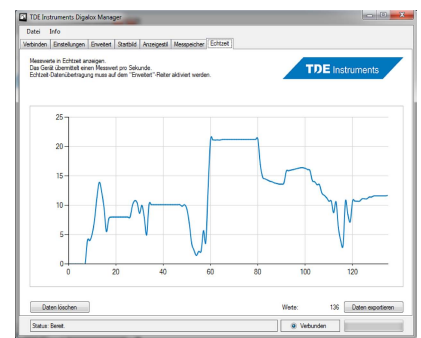 TDE Instruments Digalox Manager
Datei Info
Verbinden Einstellungen Erweitert Startbild Anzeigestil Messspeicher Echtzeit
Messwerte in Echtzeit anzeigen.
Das Gerät übermittelt einen Messwert pro Sekunde.
Echtzeit-Datenübertragung muss auf dem "Erweitert"-Reiter aktiviert werden.
TDE Instruments
25
20
15
10
5
0
0 20 40 60 80 100 120
Daten löschen Werte: 136 Daten exportieren
Status: Bereit. Verbunden